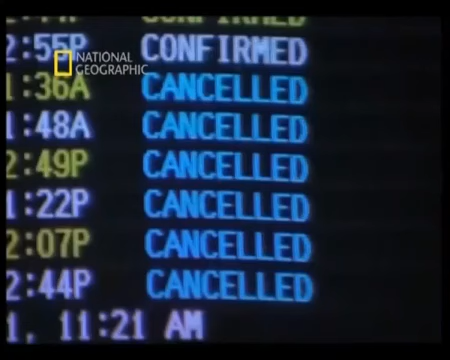 CONFIRMED
2:55P CONFIRMED
NATIONAL
GEOGRAPHIC
1:36A CANCELLED
1:48A CANCELLED
2:49P CANCELLED
1:22P CANCELLED
2:07P CANCELLED
2:44P CANCELLED
1, 11:21 AM